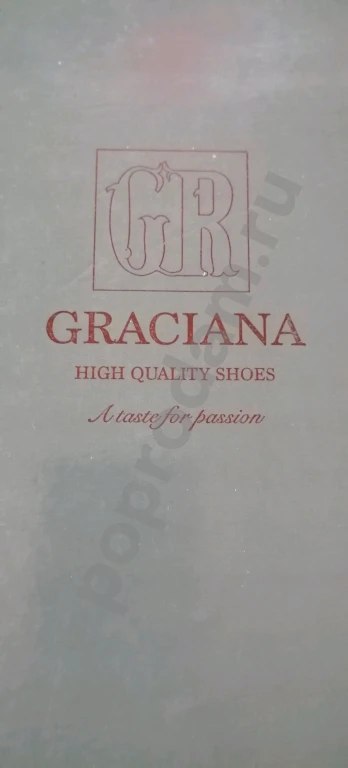 GR
GRACIANA
HIGH QUALITY SHOES
A taste for passion
poprodam.ru